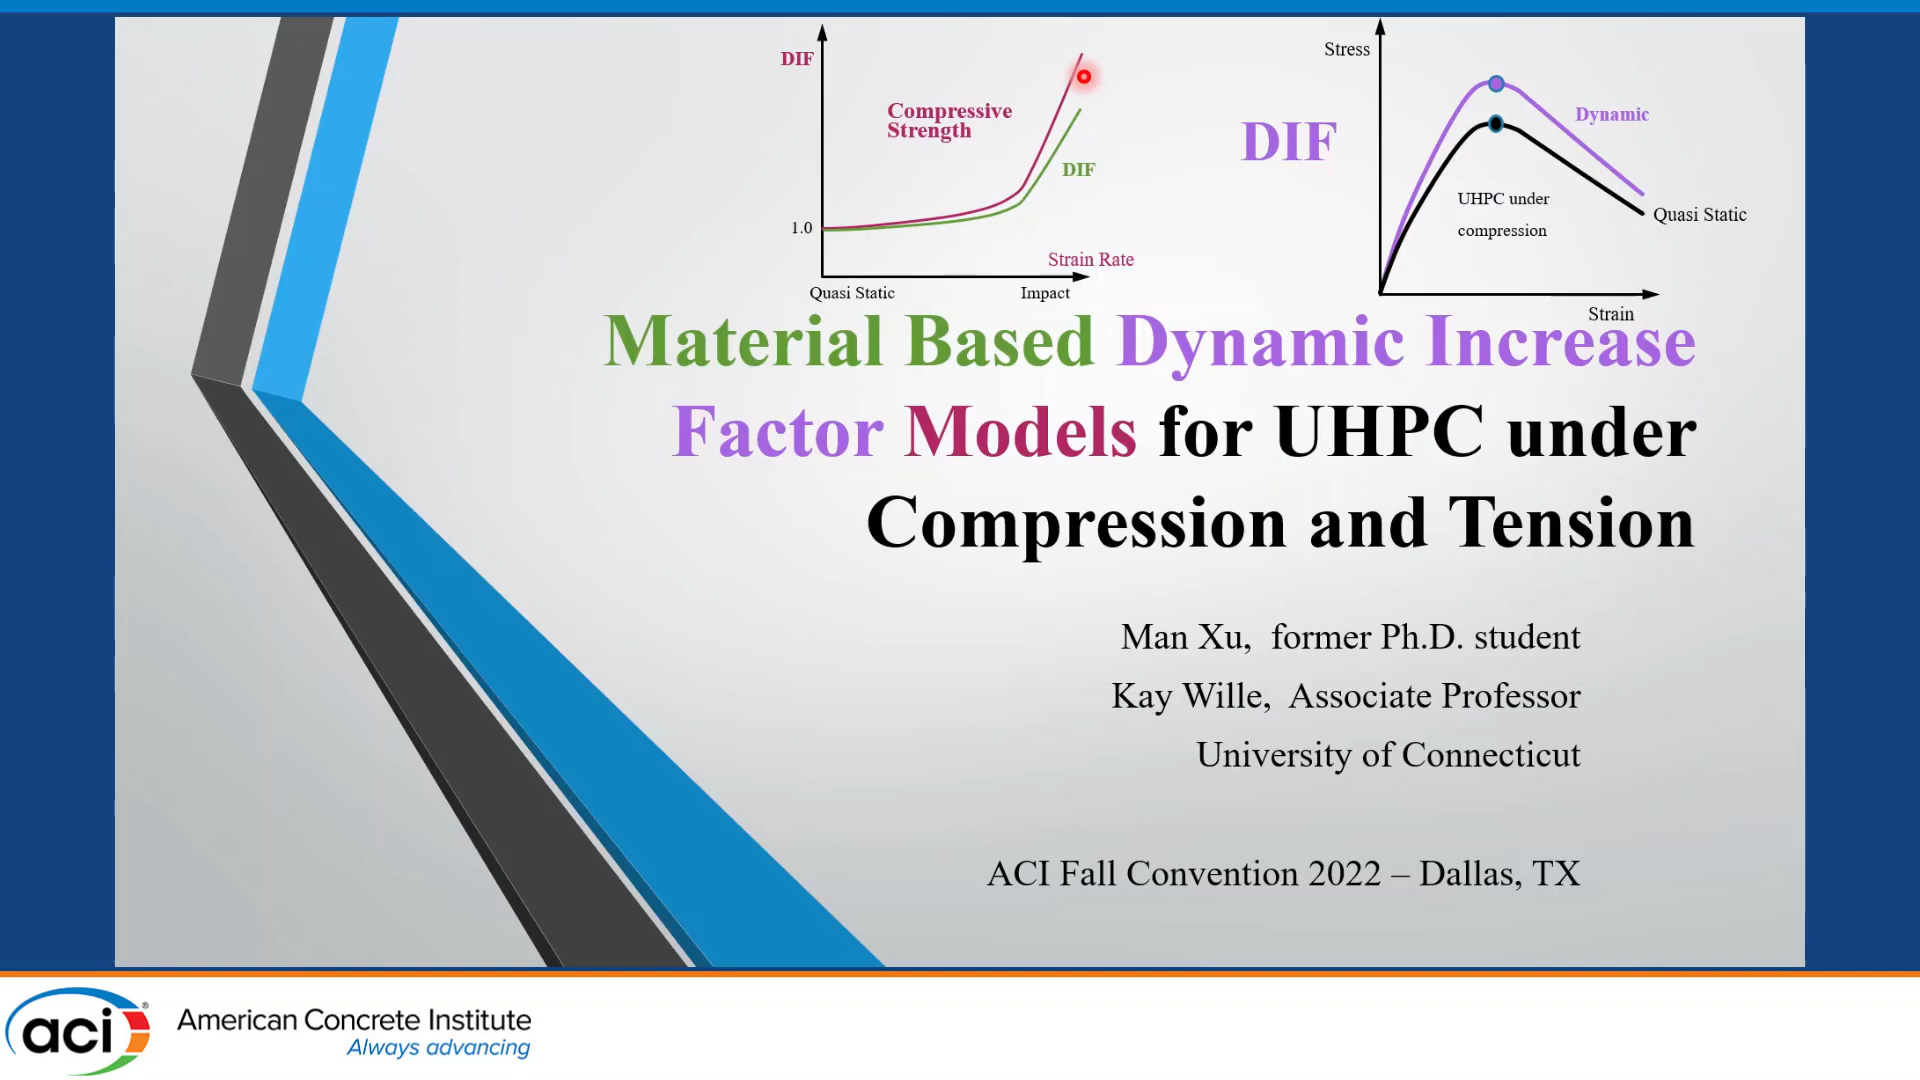 DIF
Compressive
Strength
DIF
1.0
Strain Rate
Quasi Static
Impact
DIF
Stress
Dynamic
UHPC under
compression
Quasi Static
Strain
Material Based Dynamic Increase
Factor Models for UHPC under
Compression and Tension
Man Xu, former Ph.D. student
Kay Wille, Associate Professor
University of Connecticut
ACI Fall Convention 2022 – Dallas, TX
aci®
American Concrete Institute
Always advancing